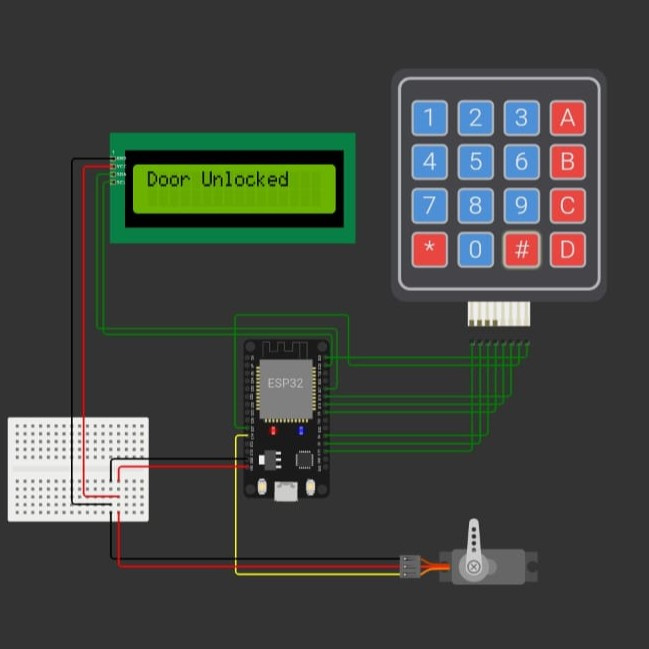 Door Unlocked
1 2 3 A
4 5 6 B
7 8 9 C
* 0 # D
ESP32